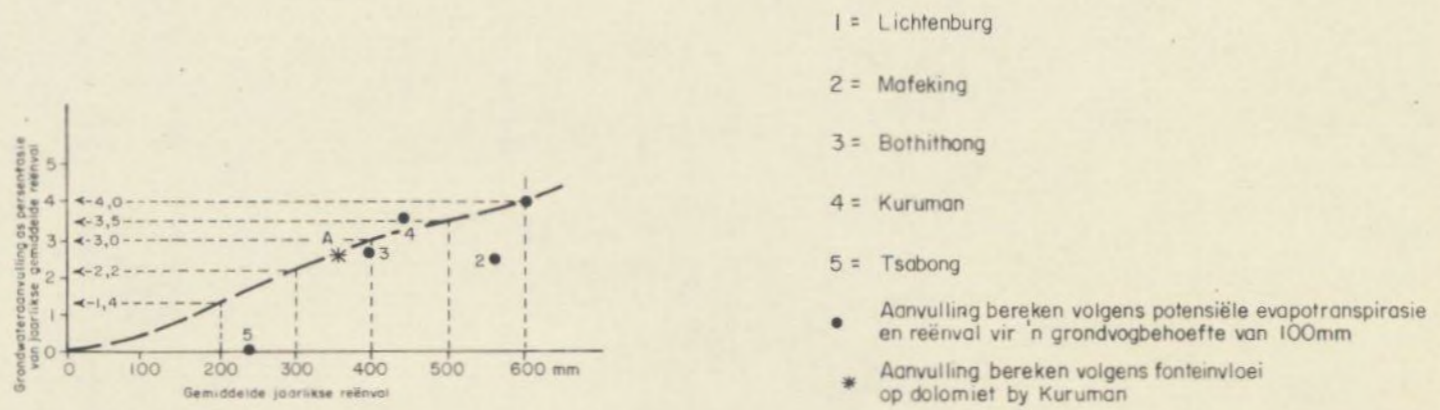 Grondwateraanvulling as persentasie
van jaarlikse gemiddelde reënval
5
4
3
2
1
0
-4,0
-3,5
-3,0
-2,2
-1,4
A
4
3
2
5
0 100 200 300 400 500 600 mm
Gemiddelde jaarlikse reënval
1 = Lichtenburg
2 = Mafeking
3 = Bothithong
4 = Kuruman
5 = Tsabong
Aanvulling bereken volgens potensiële evapotranspirasie
en reënval vir 'n grondvogbehoefte van 100mm
Aanvulling bereken volgens fonteinvloei
op dolomiet by Kuruman